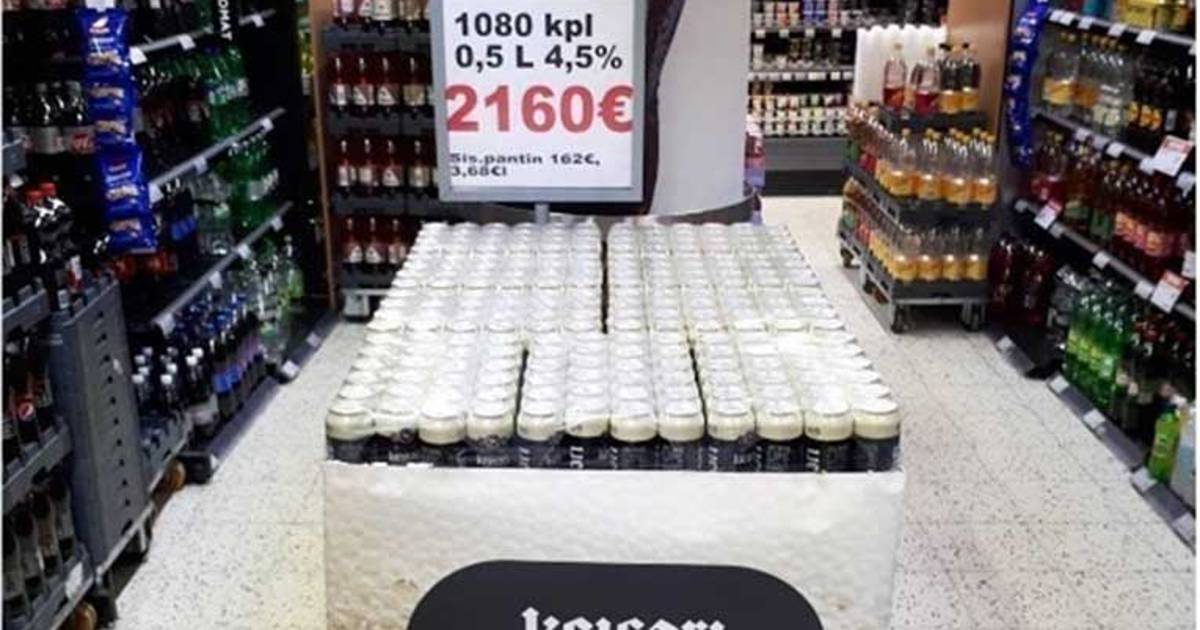 1080 kpl
0,5 L 4,5%
2160€
Sis.pantin 162€,
3,68€l